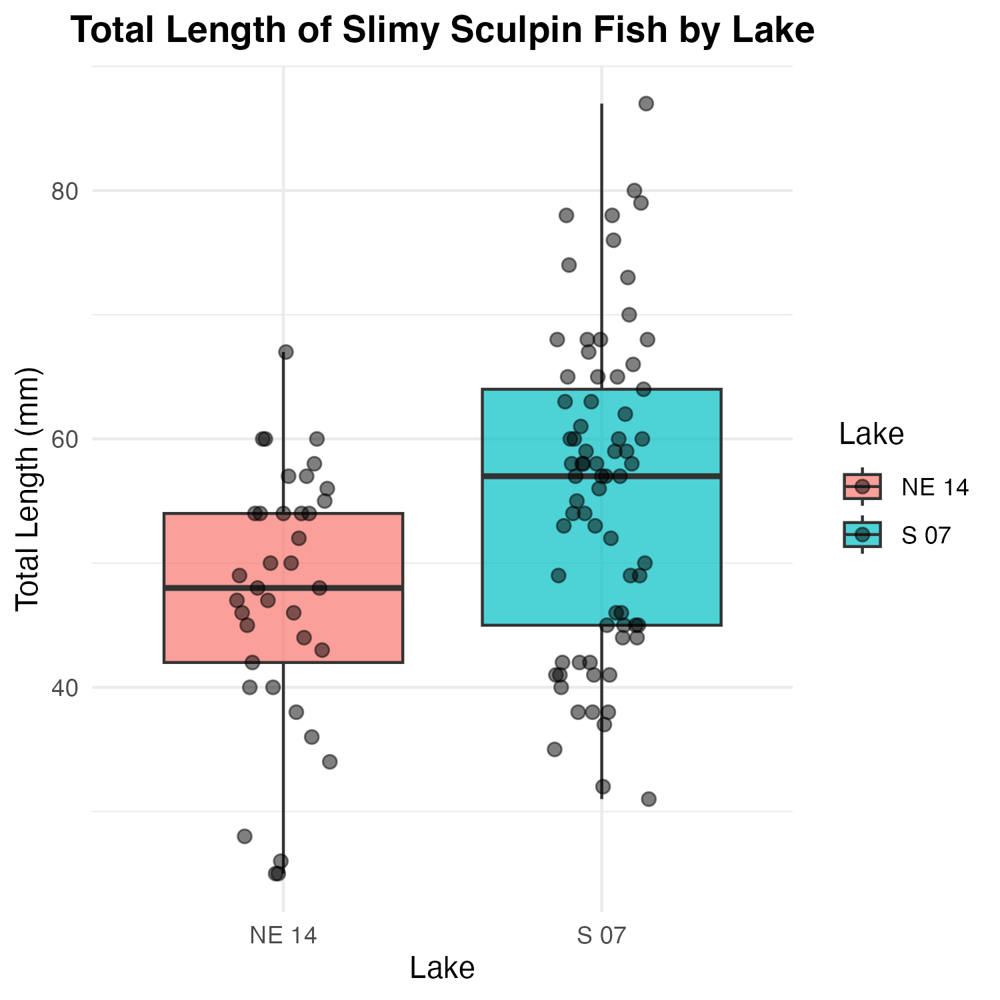 Total Length of Slimy Sculpin Fish by Lake
Total Length (mm)
80
60
40
NE 14
S 07
Lake
Lake
NE 14
S 07